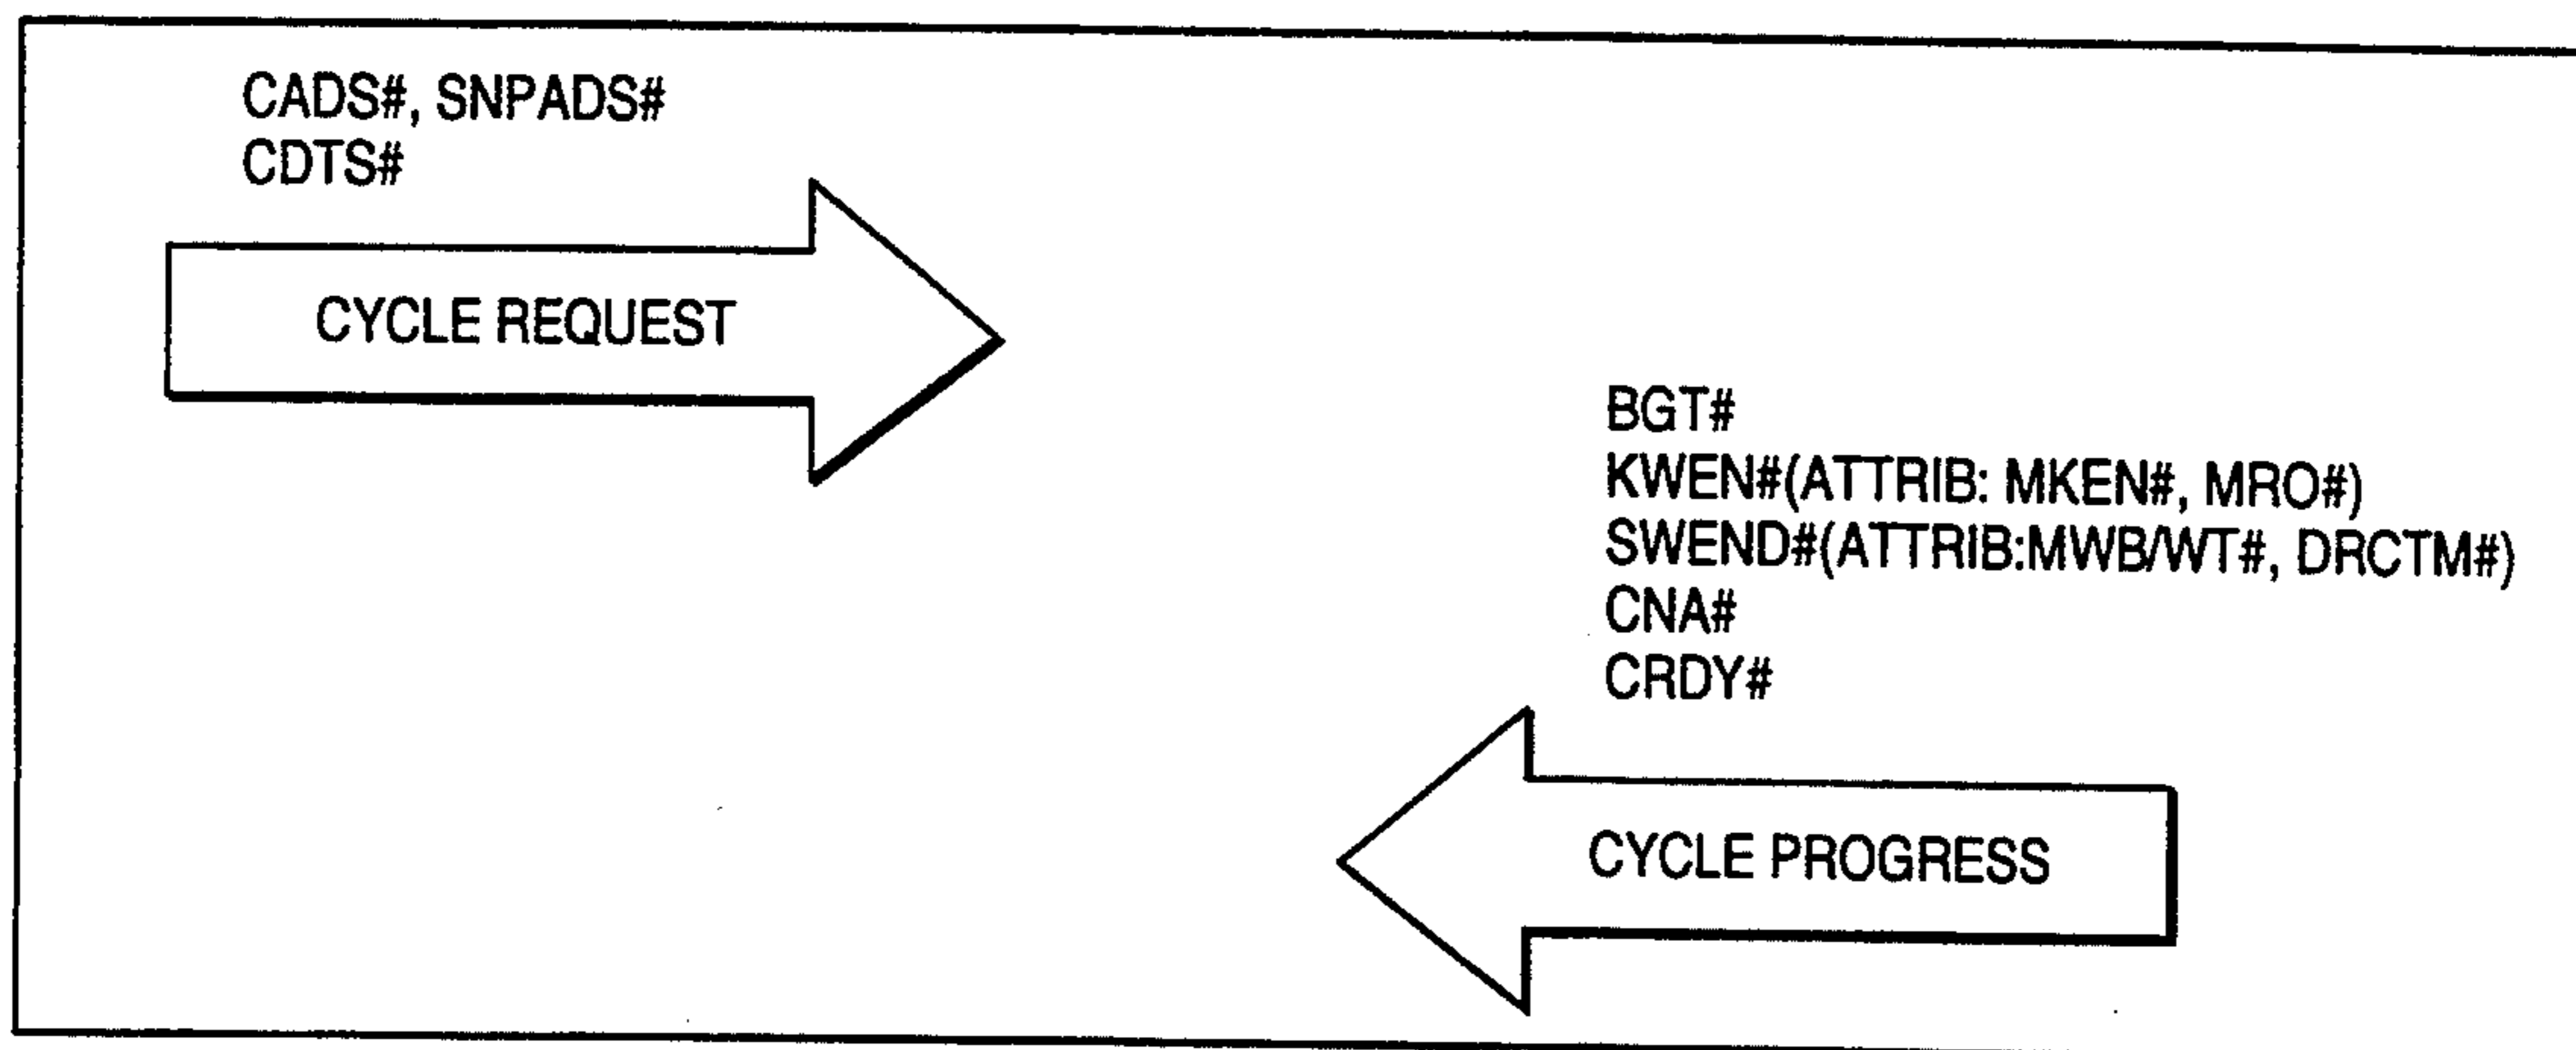 CADS#, SNPADS#
CDTS#
CYCLE REQUEST
BGT#
KWEN#(ATTRIB: MKEN#, MRO#)
SWEND#(ATTRIB:MWB/WT#, DRCTM#)
CNA#
CRDY#
CYCLE PROGRESS